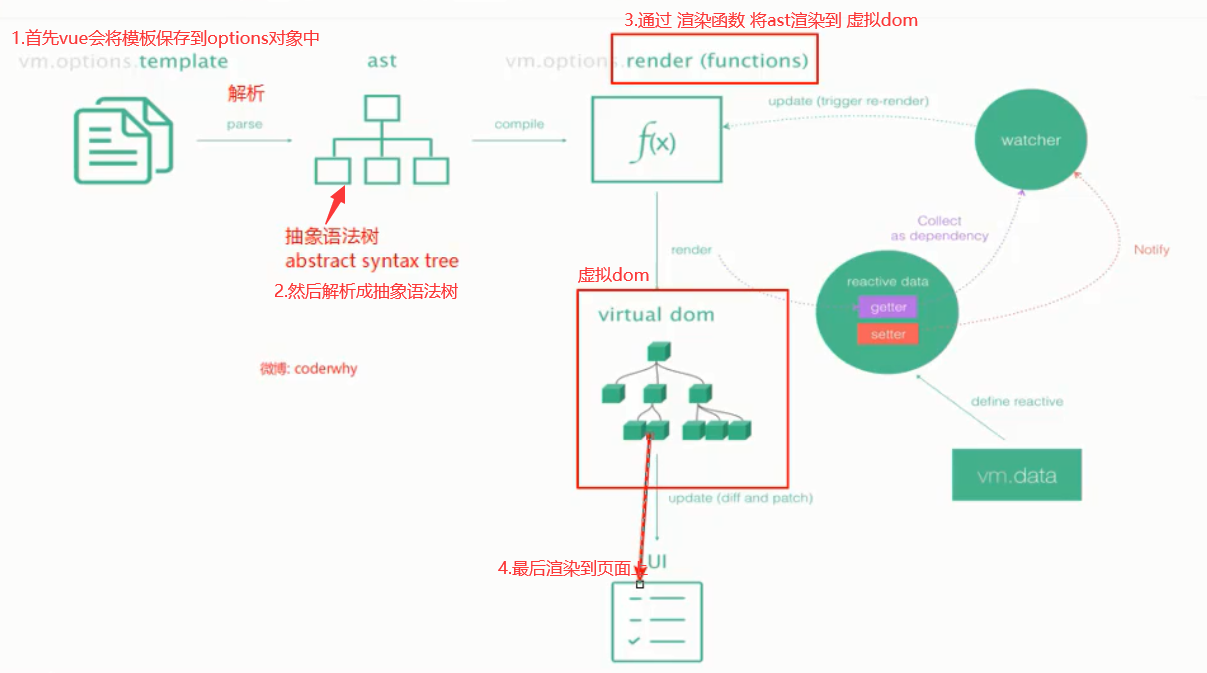 3.通过 渲染函数 将ast渲染到 虚拟dom
1.首先vue会将模板保存到options对象中
vm.options.template
ast
vm.options.render (functions)
解析
parse
compile
f(x)
update (trigger re-render)
watcher
Collect
as dependency
抽象语法树
abstract syntax tree
2.然后解析成抽象语法树
render
Notify
虚拟dom
reactive data
getter
setter
virtual dom
微博: coderwhy
define reactive
vm.data
update (diff and patch)
UI
4.最后渲染到页面上